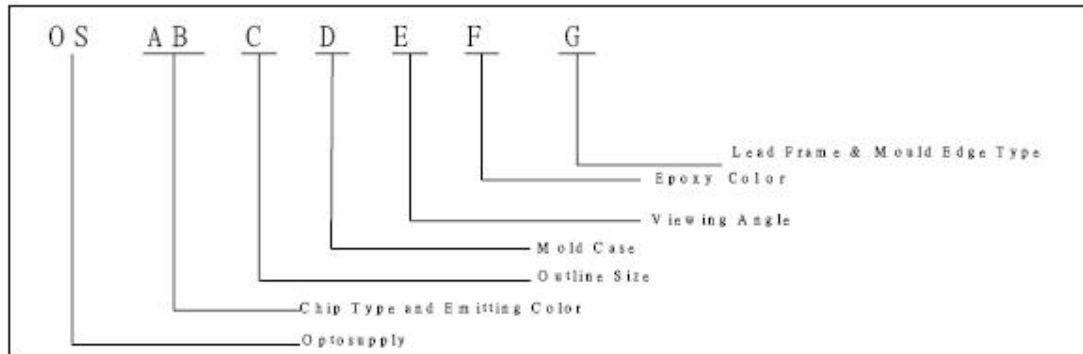 OS AB C D E F G
Lead Frame & Mould Edge Type
Epoxy Color
Viewing Angle
Mold Case
Outline Size
Chip Type and Emitting Color
Optosupply